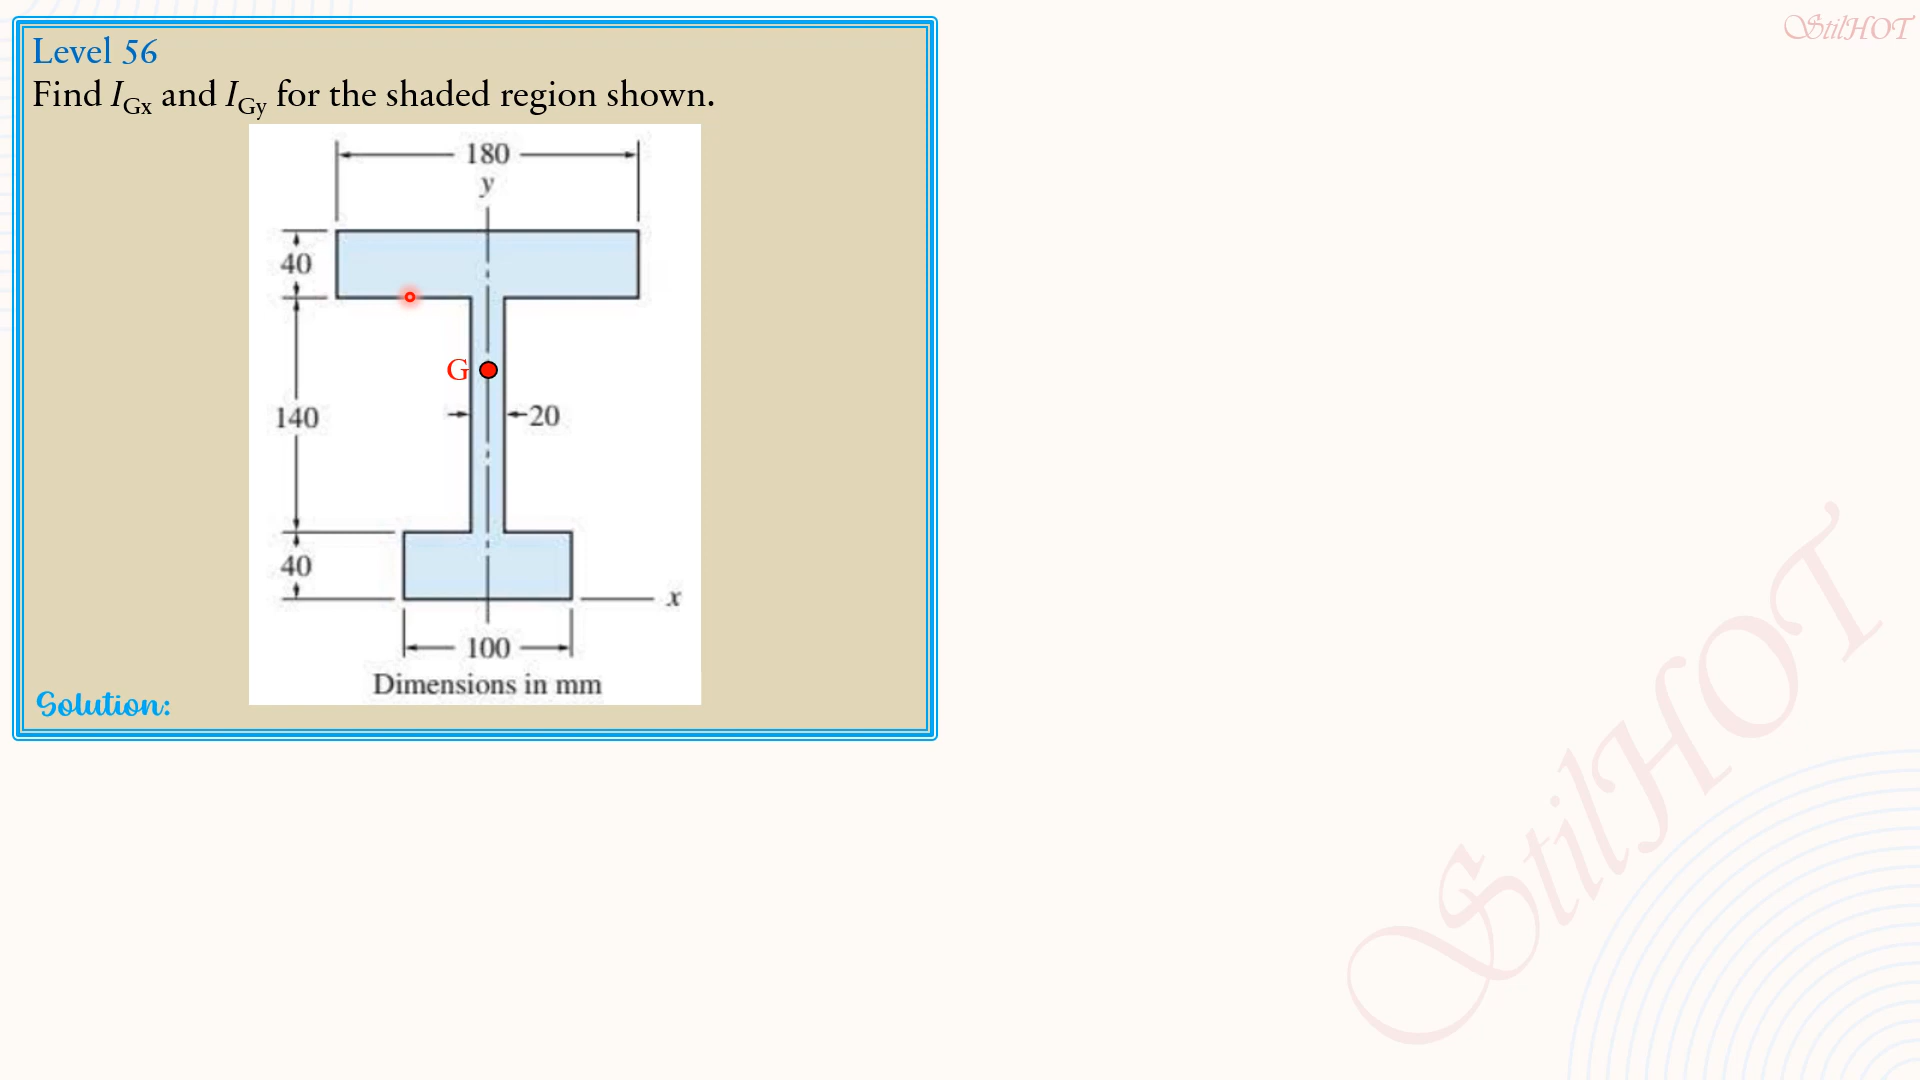 StilHOT
Level 56
Find I_Gx and I_Gy for the shaded region shown.
180
y
40
G
140
20
40
x
100
Dimensions in mm
Solution:
StilHOT